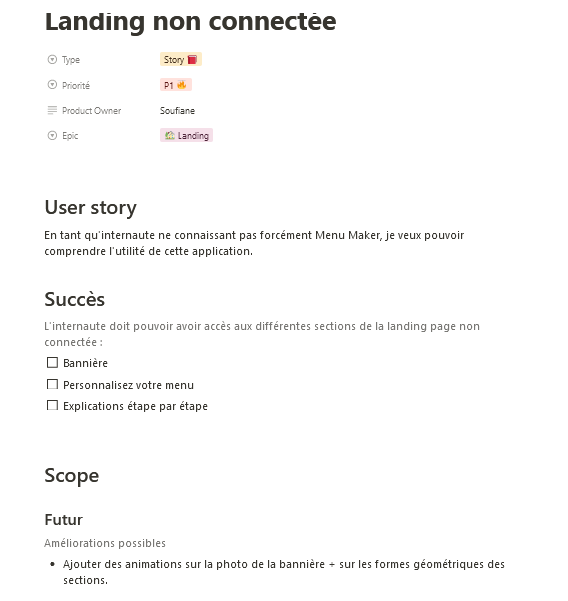 Landing non connectée
Type Story 📕
Priorité P1 🔥
Product Owner Soufiane
Epic 🏡 Landing
User story
En tant qu'internaute ne connaissant pas forcément Menu Maker, je veux pouvoir
comprendre l'utilité de cette application.
Succès
L'internaute doit pouvoir avoir accès aux différentes sections de la landing page non
connectée :
Bannière
Personnalisez votre menu
Explications étape par étape
Scope
Futur
Améliorations possibles
• Ajouter des animations sur la photo de la bannière + sur les formes géométriques des
sections.